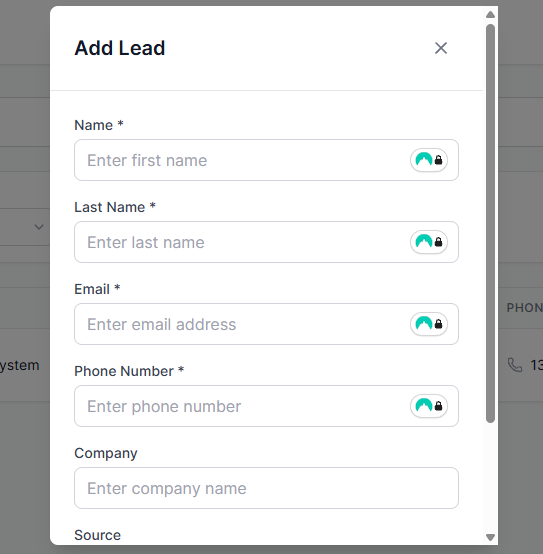 Add Lead
Name *
Enter first name
Last Name *
Enter last name
Email *
Enter email address
PHON
Phone Number *
ystem
13
Enter phone number
Company
Enter company name
Source